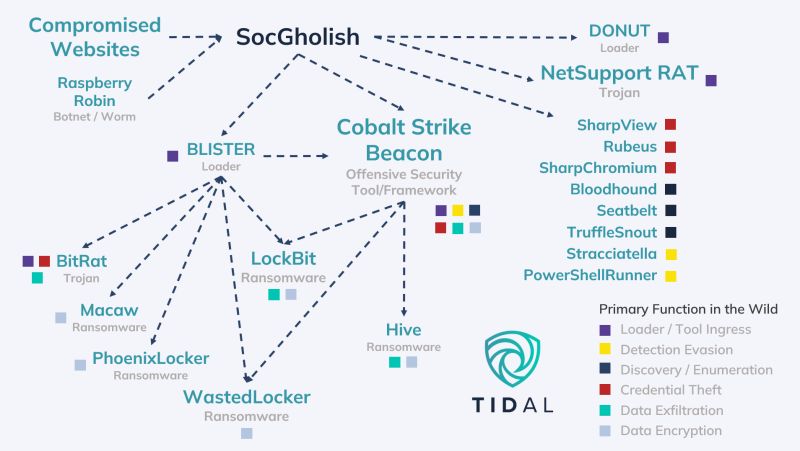 Compromised
Websites
SocGholish
DONUT
Loader
NetSupport RAT
Trojan
Raspberry
Robin
Botnet / Worm
Cobalt Strike
Beacon
Offensive Security
Tool/Framework
BLISTER
Loader
SharpView
Rubeus
SharpChromium
Bloodhound
Seatbelt
TruffleSnout
Stracciatella
PowerShellRunner
BitRat
Trojan
LockBit
Ransomware
Macaw
Ransomware
PhoenixLocker
Ransomware
WastedLocker
Ransomware
Hive
Ransomware
TIDAL
Primary Function in the Wild
Loader / Tool Ingress
Detection Evasion
Discovery / Enumeration
Credential Theft
Data Exfiltration
Data Encryption